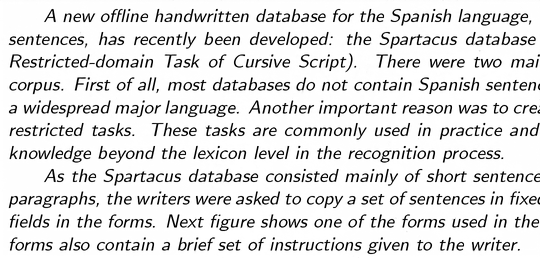 A new offline handwritten database for the Spanish language,
sentences, has recently been developed: the Spartacus database
Restricted-domain Task of Cursive Script). There were two
corpus. First of all, most databases do not contain Spanish
a widespread major language. Another important reason was to
restricted tasks. These tasks are commonly used in practice and
knowledge beyond the lexicon level in the recognition process.
As the Spartacus database consisted mainly of short
paragraphs, the writers were asked to copy a set of sentences in
fields in the forms. Next figure shows one of the forms used in the
forms also contain a brief set of instructions given to the writer.